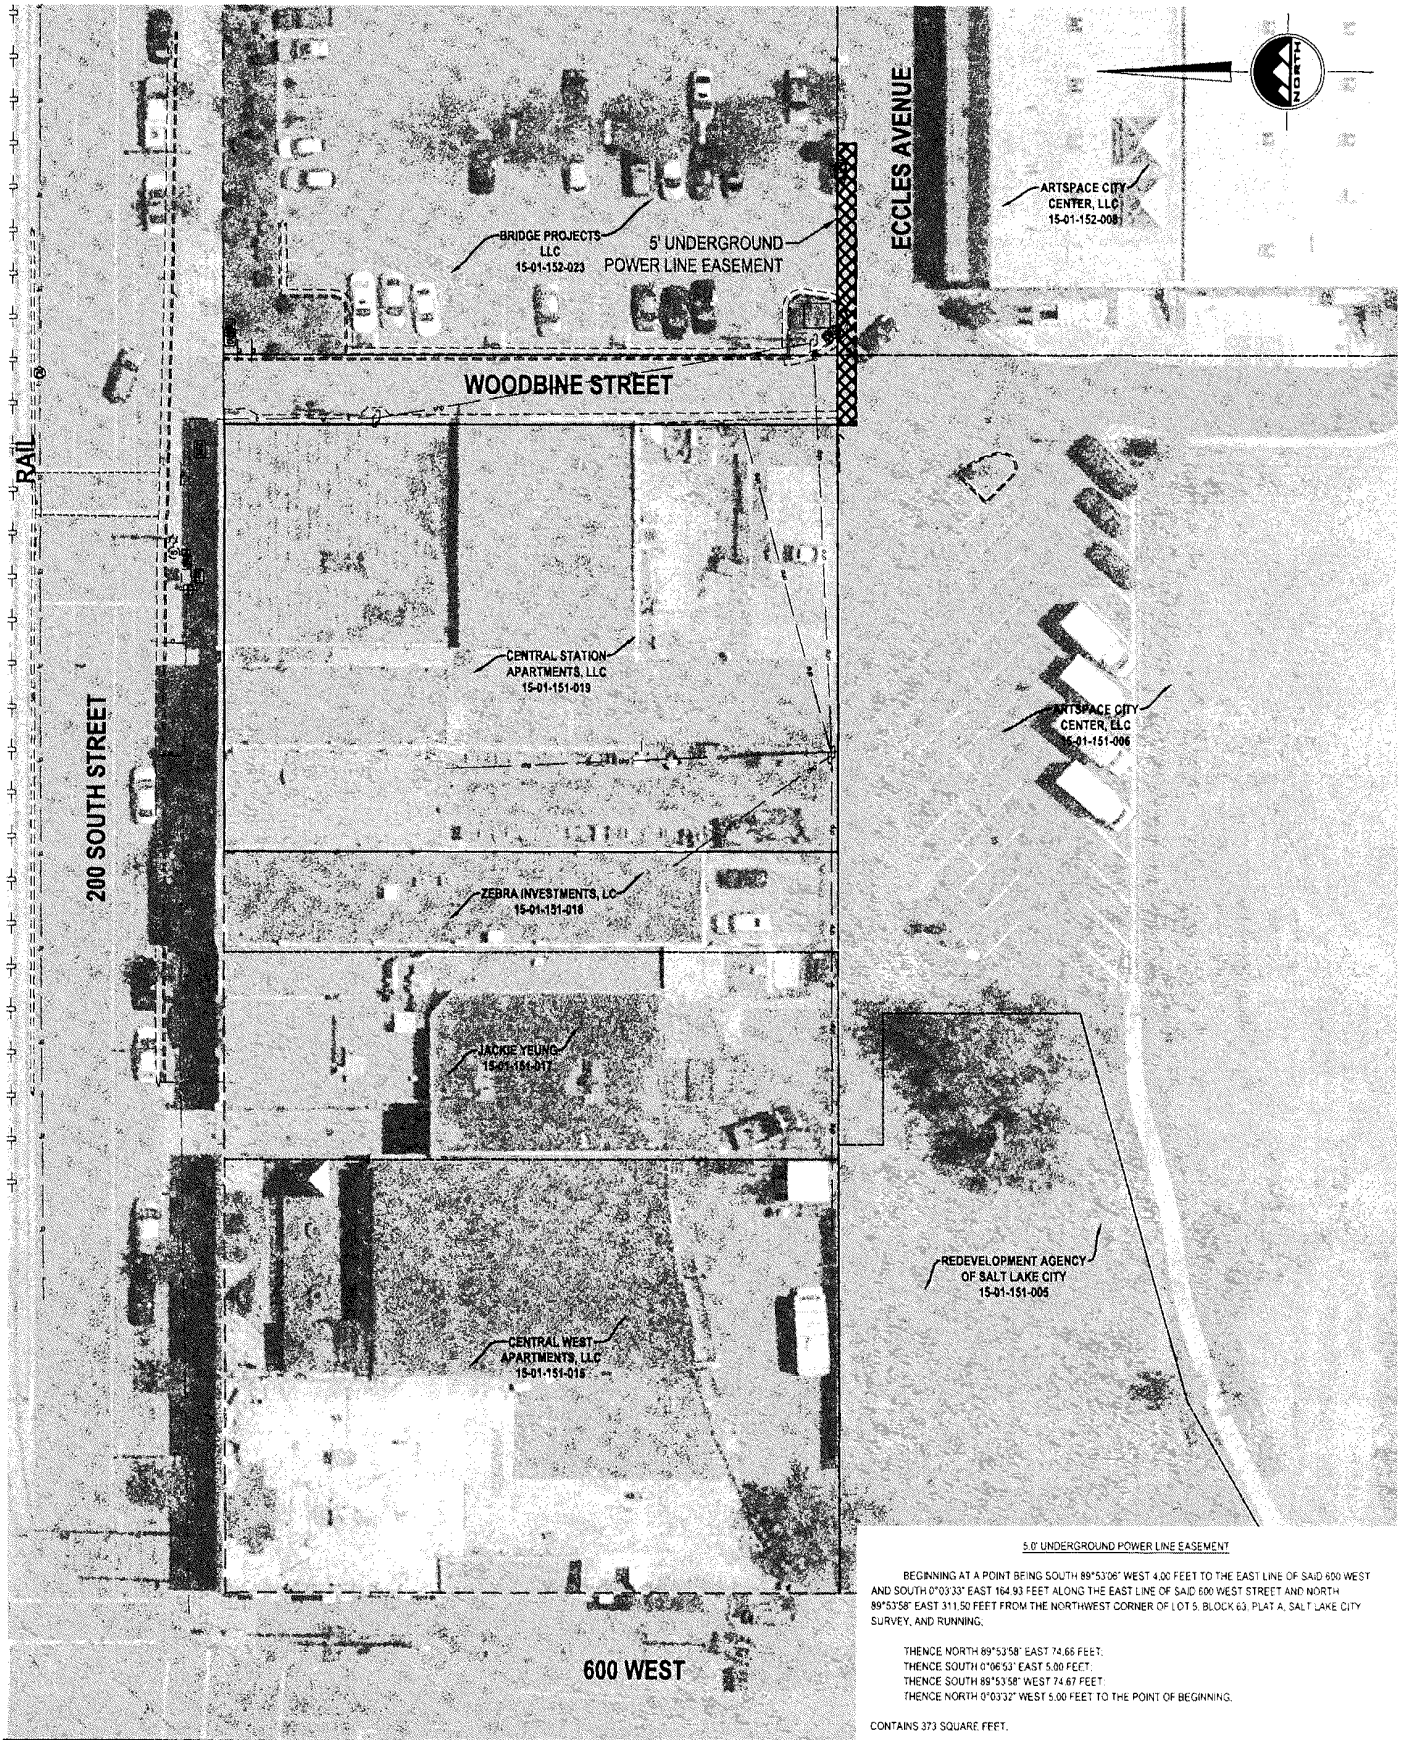 NORTH
ECCLES AVENUE
ARTSPACE CITY
CENTER, LLC
15-01-152-008
BRIDGE PROJECTS
LLC
15-01-152-023
5' UNDERGROUND
POWER LINE EASEMENT
WOODBINE STREET
RAIL
CENTRAL STATION
APARTMENTS, LLC
15-01-151-019
200 SOUTH STREET
ARTSPACE CITY
CENTER, LLC
15-01-151-006
ZEBRA INVESTMENTS, LC
15-01-151-018
JACKIE YEUNG
15-01-151-017
REDEVELOPMENT AGENCY
OF SALT LAKE CITY
15-01-151-005
CENTRAL WEST
APARTMENTS, LLC
600 WEST
5.0' UNDERGROUND POWER LINE EASEMENT
BEGINNING AT A POINT BEING SOUTH 89°53'06" WEST 4.00 FEET TO THE EAST LINE OF SAID 600 WEST
AND SOUTH 0°03'33" EAST 164.93 FEET ALONG THE EAST LINE OF SAID 600 WEST STREET AND NORTH
89°53'58" EAST 311.50 FEET FROM THE NORTHWEST CORNER OF LOT 5, BLOCK 63, PLAT A, SALT LAKE CITY
SURVEY, AND RUNNING;
THENCE NORTH 89°53'58" EAST 74.66 FEET;
THENCE SOUTH 0°06'53" EAST 5.00 FEET;
THENCE SOUTH 89°53'58" WEST 74.67 FEET;
THENCE NORTH 0°03'32" WEST 5.00 FEET TO THE POINT OF BEGINNING.
CONTAINS 373 SQUARE FEET.